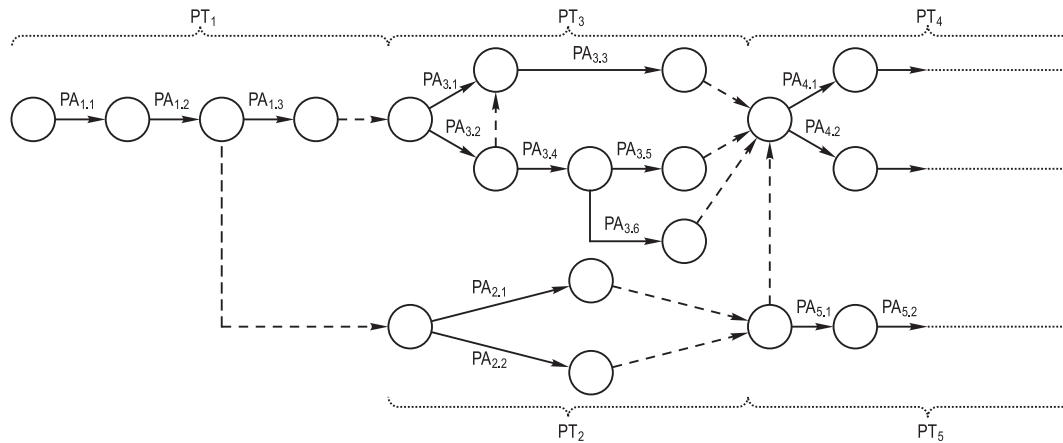 PT1 PT3 PT4
PA3.3
PA3.1 PA4.1
PA1.1 PA1.2 PA1.3
PA3.2 PA4.2
PA3.4 PA3.5
PA3.6
PA2.1
PA5.1 PA5.2
PA2.2
PT2 PT5